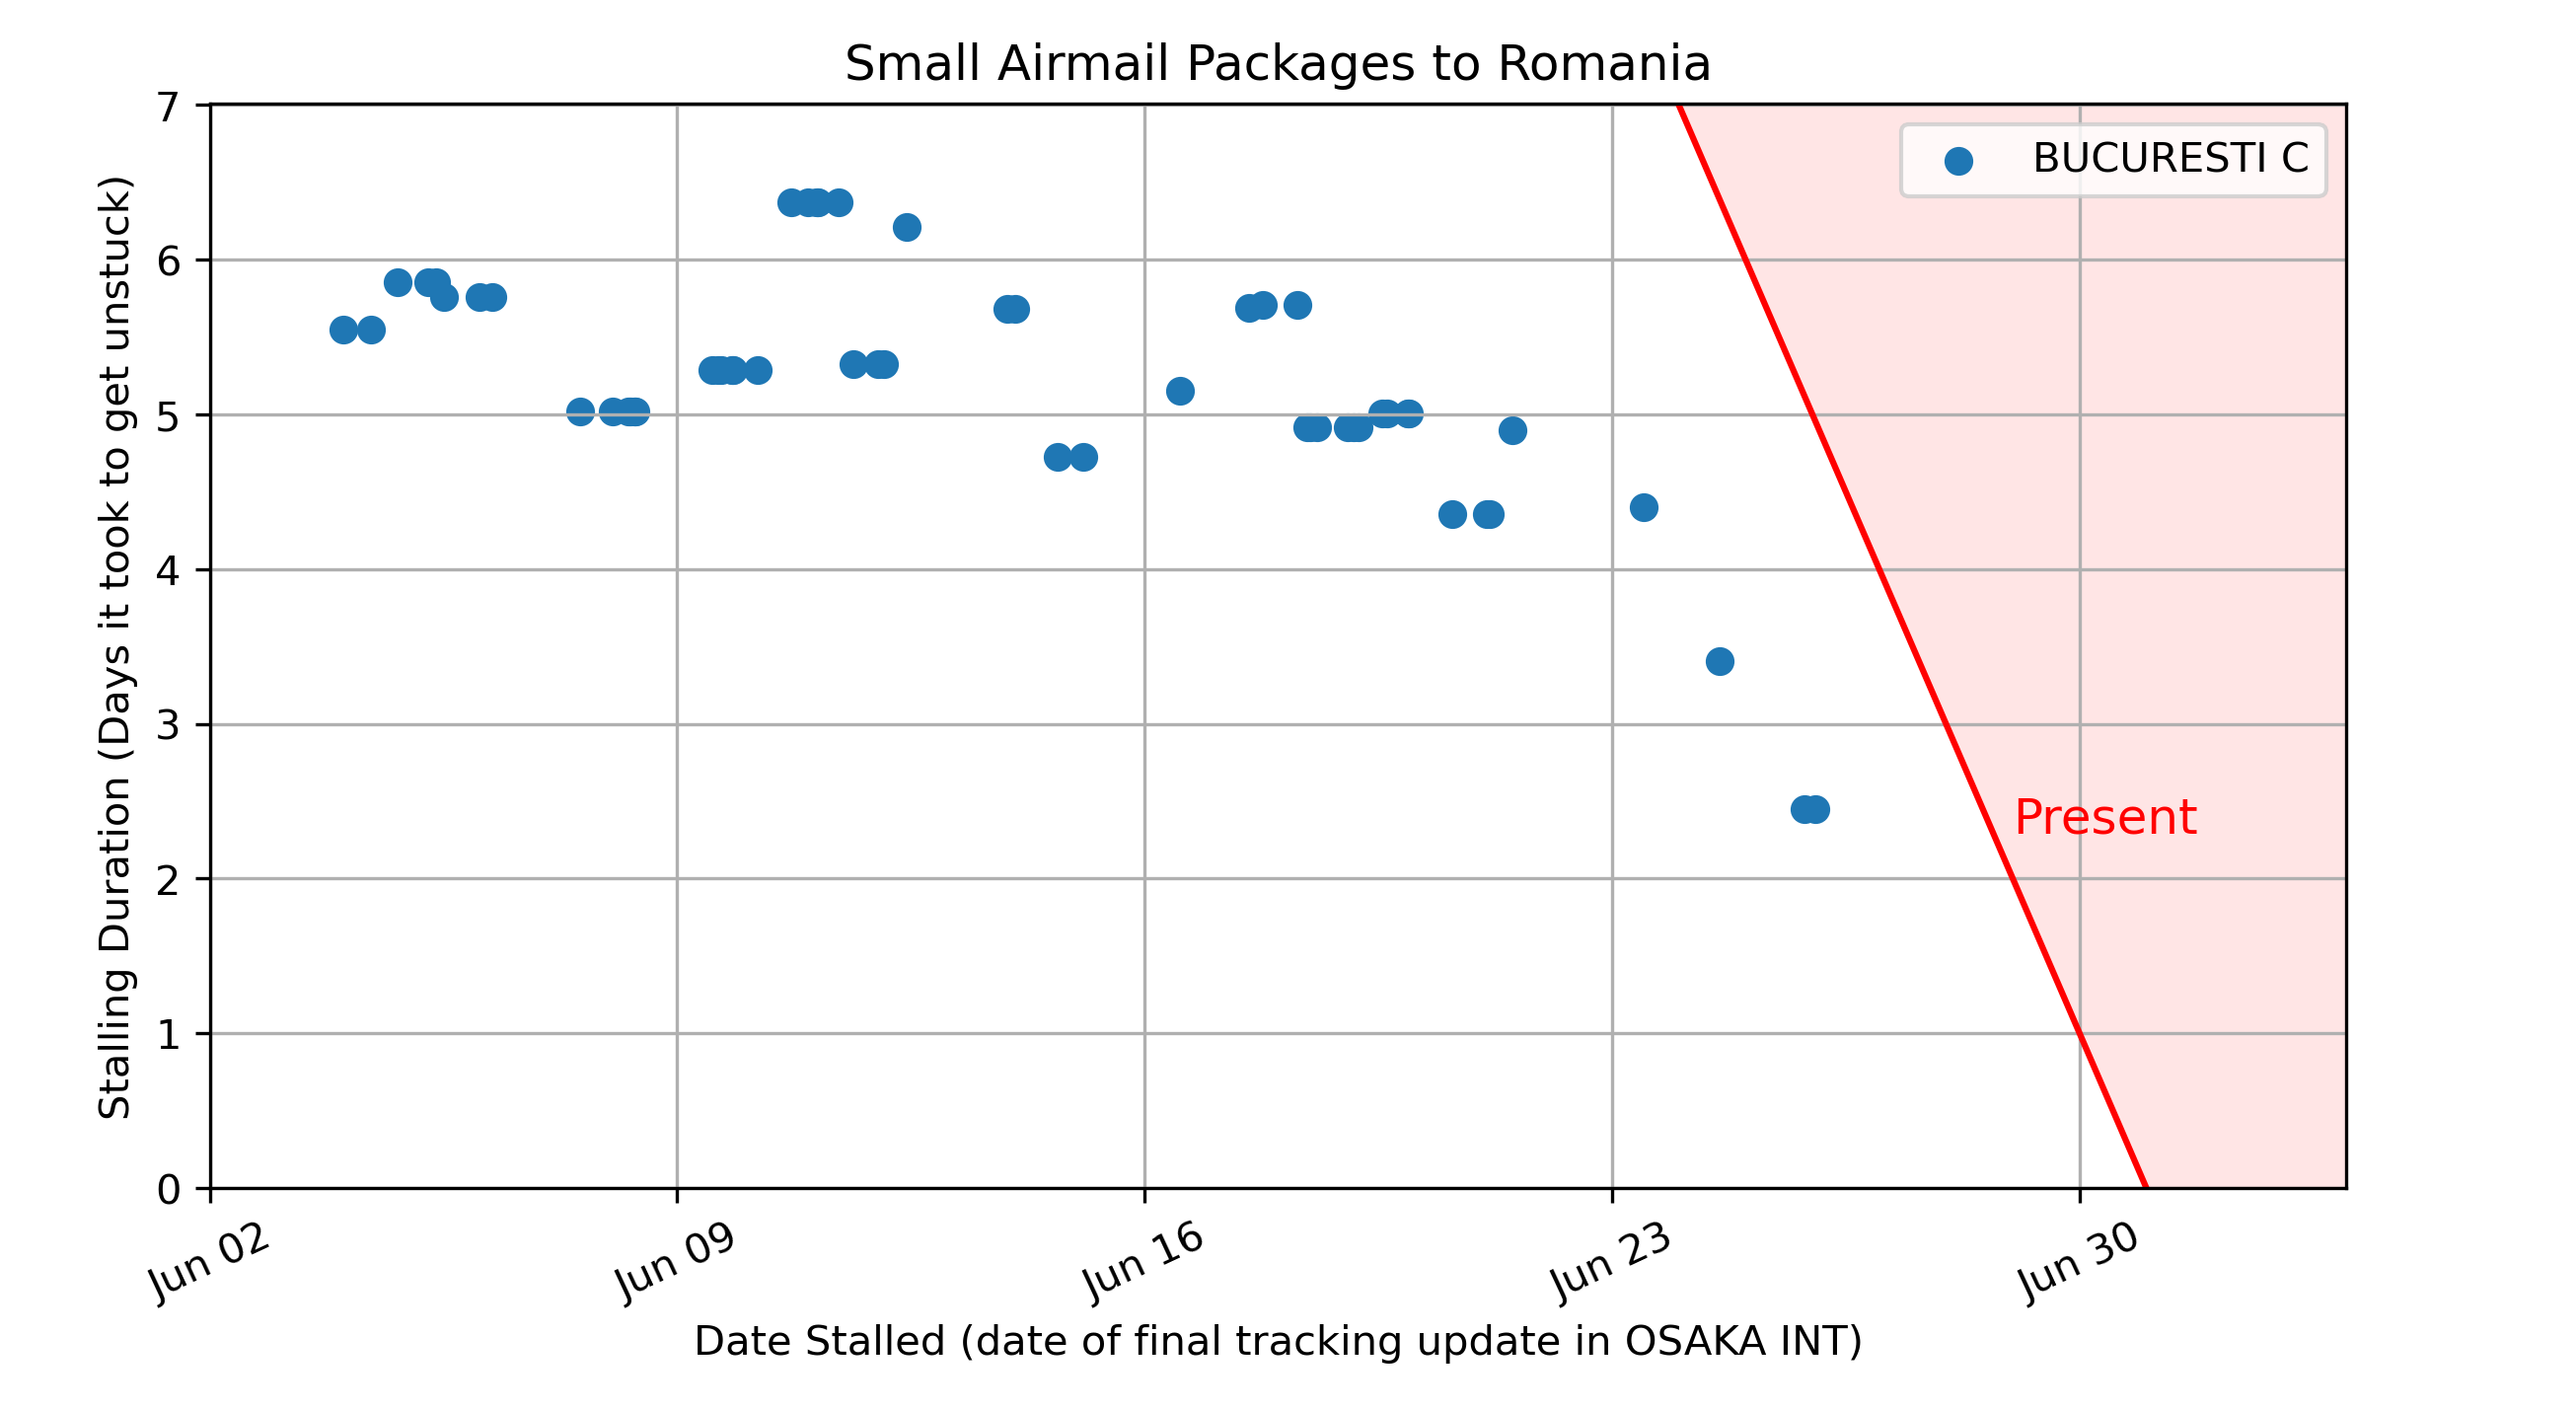 Small Airmail Packages to Romania
BUCURESTI C
Stalling Duration (Days it took to get unstuck)
7
6
5
4
3
2
1
0
Present
Jun 02
Jun 09
Jun 16
Jun 23
Jun 30
Date Stalled (date of final tracking update in OSAKA INT)